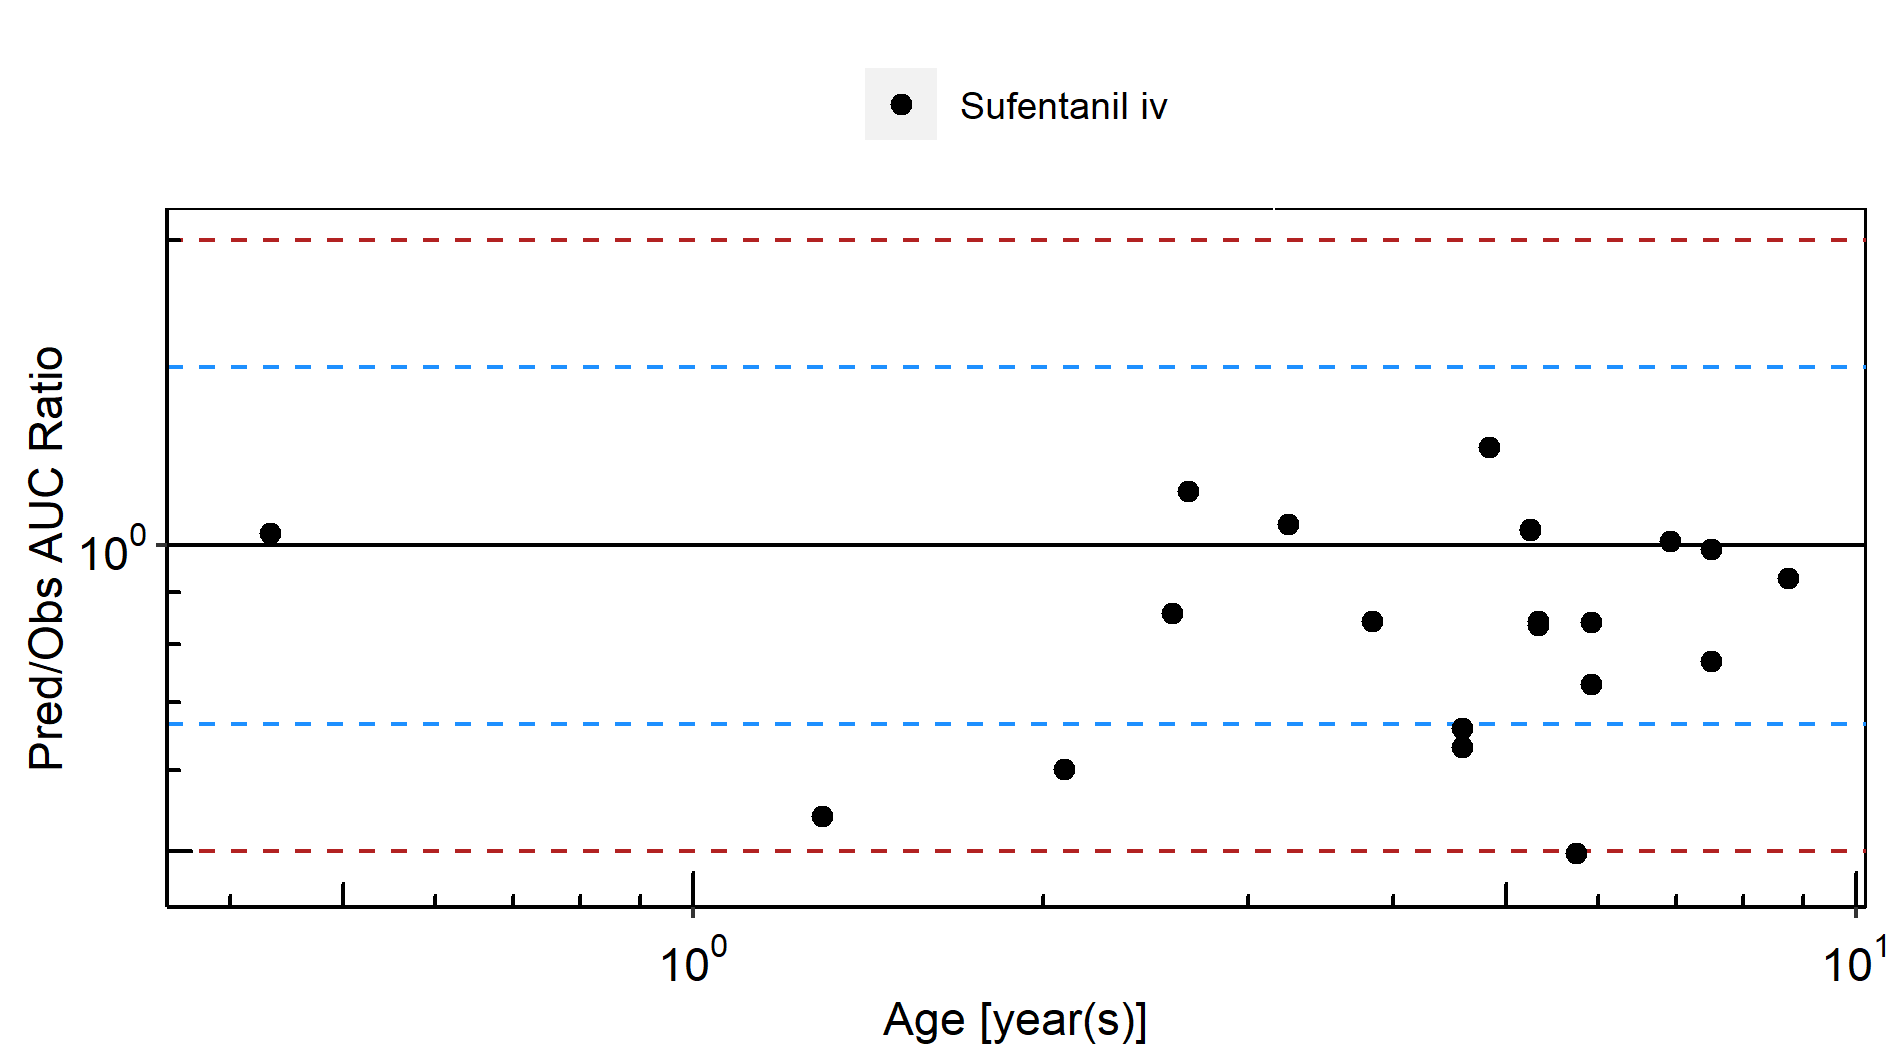 Sufentanil iv
Pred/Obs AUC Ratio
10⁰
10⁰ 10¹
Age [year(s)]